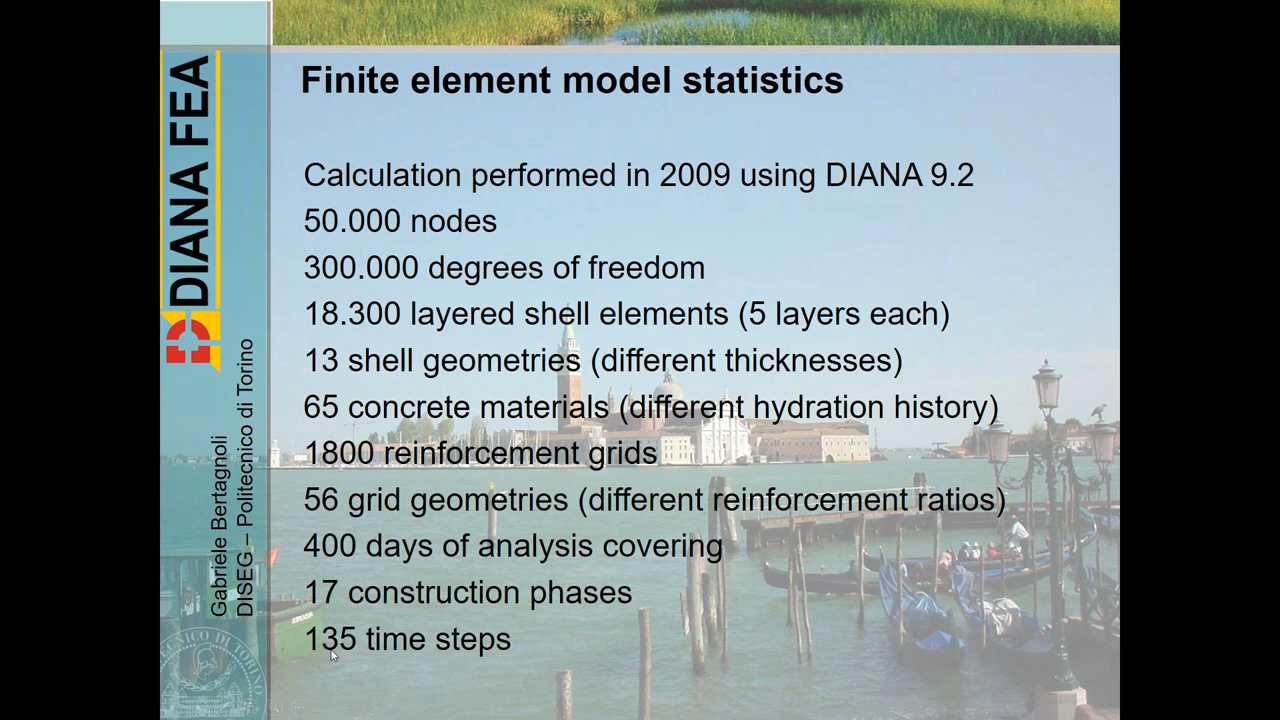 Finite element model statistics
Calculation performed in 2009 using DIANA 9.2
50.000 nodes
300.000 degrees of freedom
18.300 layered shell elements (5 layers each)
13 shell geometries (different thicknesses)
65 concrete materials (different hydration history)
1800 reinforcement grids
56 grid geometries (different reinforcement ratios)
400 days of analysis covering
17 construction phases
135 time steps
DIANA FEA
Gabriele Bertagnoli
DISEG – Politecnico di Torino